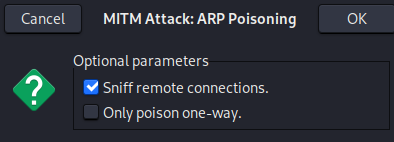 Cancel MITM Attack: ARP Poisoning OK
Optional parameters
Sniff remote connections.
Only poison one-way.